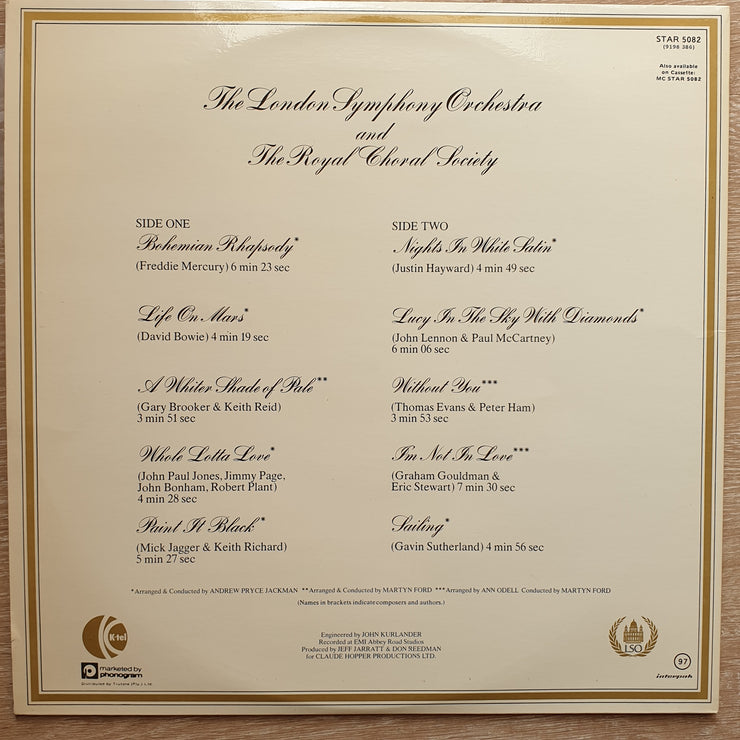 STAR 5082
(9196 386)
Also available
on Cassette:
MC STAR 5082
The London Symphony Orchestra
and
The Royal Choral Society
SIDE ONE
Bohemian Rhapsody*
(Freddie Mercury) 6 min 23 sec
Life On Mars*
(David Bowie) 4 min 19 sec
A Whiter Shade of Pale**
(Gary Brooker & Keith Reid)
3 min 51 sec
Whole Lotta Love*
(John Paul Jones, Jimmy Page,
John Bonham, Robert Plant)
4 min 28 sec
Paint It Black*
(Mick Jagger & Keith Richard)
5 min 27 sec
SIDE TWO
Nights In White Satin*
(Justin Hayward) 4 min 49 sec
Lucy In The Sky With Diamonds*
(John Lennon & Paul McCartney)
6 min 06 sec
Without You***
(Thomas Evans & Peter Ham)
3 min 53 sec
I'm Not In Love***
(Graham Gouldman &
Eric Stewart) 7 min 30 sec
Sailing*
(Gavin Sutherland) 4 min 56 sec
*Arranged & Conducted by ANDREW PRYCE JACKMAN **Arranged & Conducted by MARTYN FORD ***Arranged by ANN ODELL Conducted by MARTYN FORD
(Names in brackets indicate composers and authors.)
K-tel
marketed by
phonogram
Distributed by Trutone (Pty.) Ltd.
Engineered by JOHN KURLANDER
Recorded at EMI Abbey Road Studios
Produced by JEFF JARRATT & DON REEDMAN
for CLAUDE HOPPER PRODUCTIONS LTD.
LSO
97
interpak